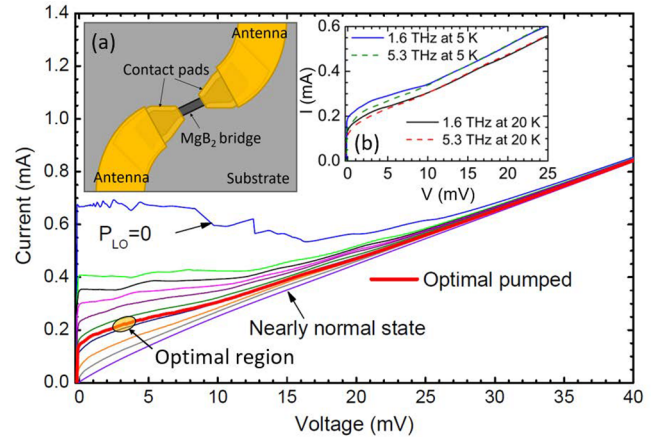 1.4
1.2
1.0
0.8
0.6
0.4
0.2
0.0
Current (mA)
0
5
10
15
20
25
30
35
40
Voltage (mV)
(a)
Antenna
Contact pads
MgB₂ bridge
Antenna
Substrate
0.6
0.4
0.2
0.0
I (mA)
1.6 THz at 5 K
5.3 THz at 5 K
1.6 THz at 20 K
5.3 THz at 20 K
(b)
0
5
10
15
20
25
V (mV)
P_LO=0
Optimal pumped
Nearly normal state
Optimal region